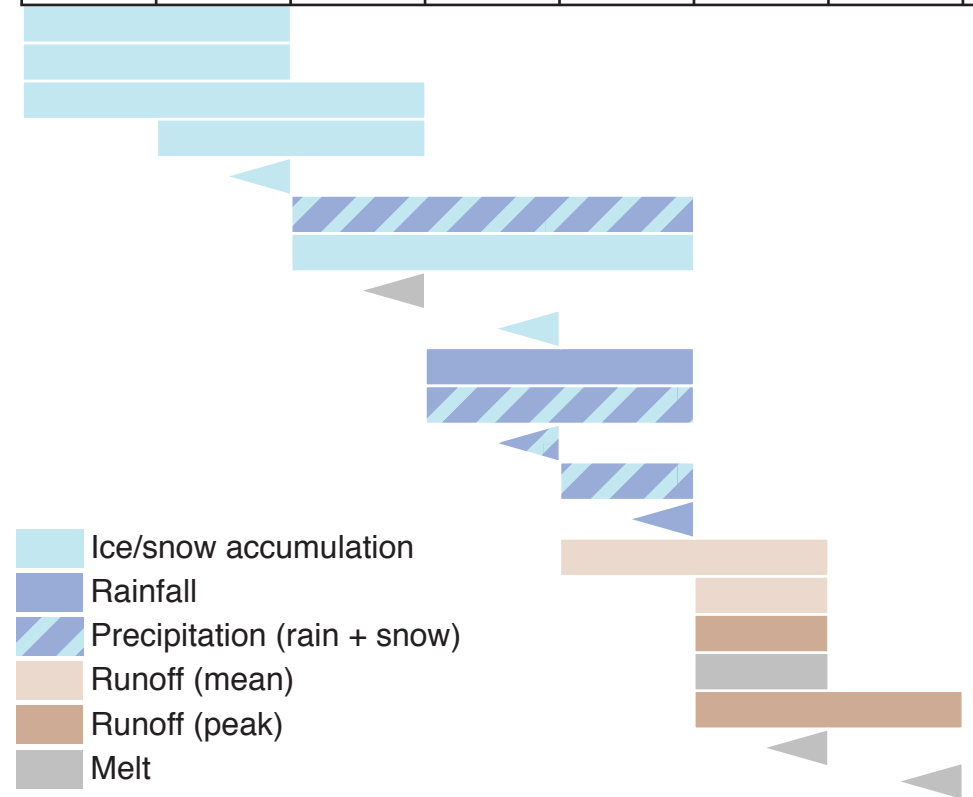 Ice/snow accumulation
Rainfall
Precipitation (rain + snow)
Runoff (mean)
Runoff (peak)
Melt